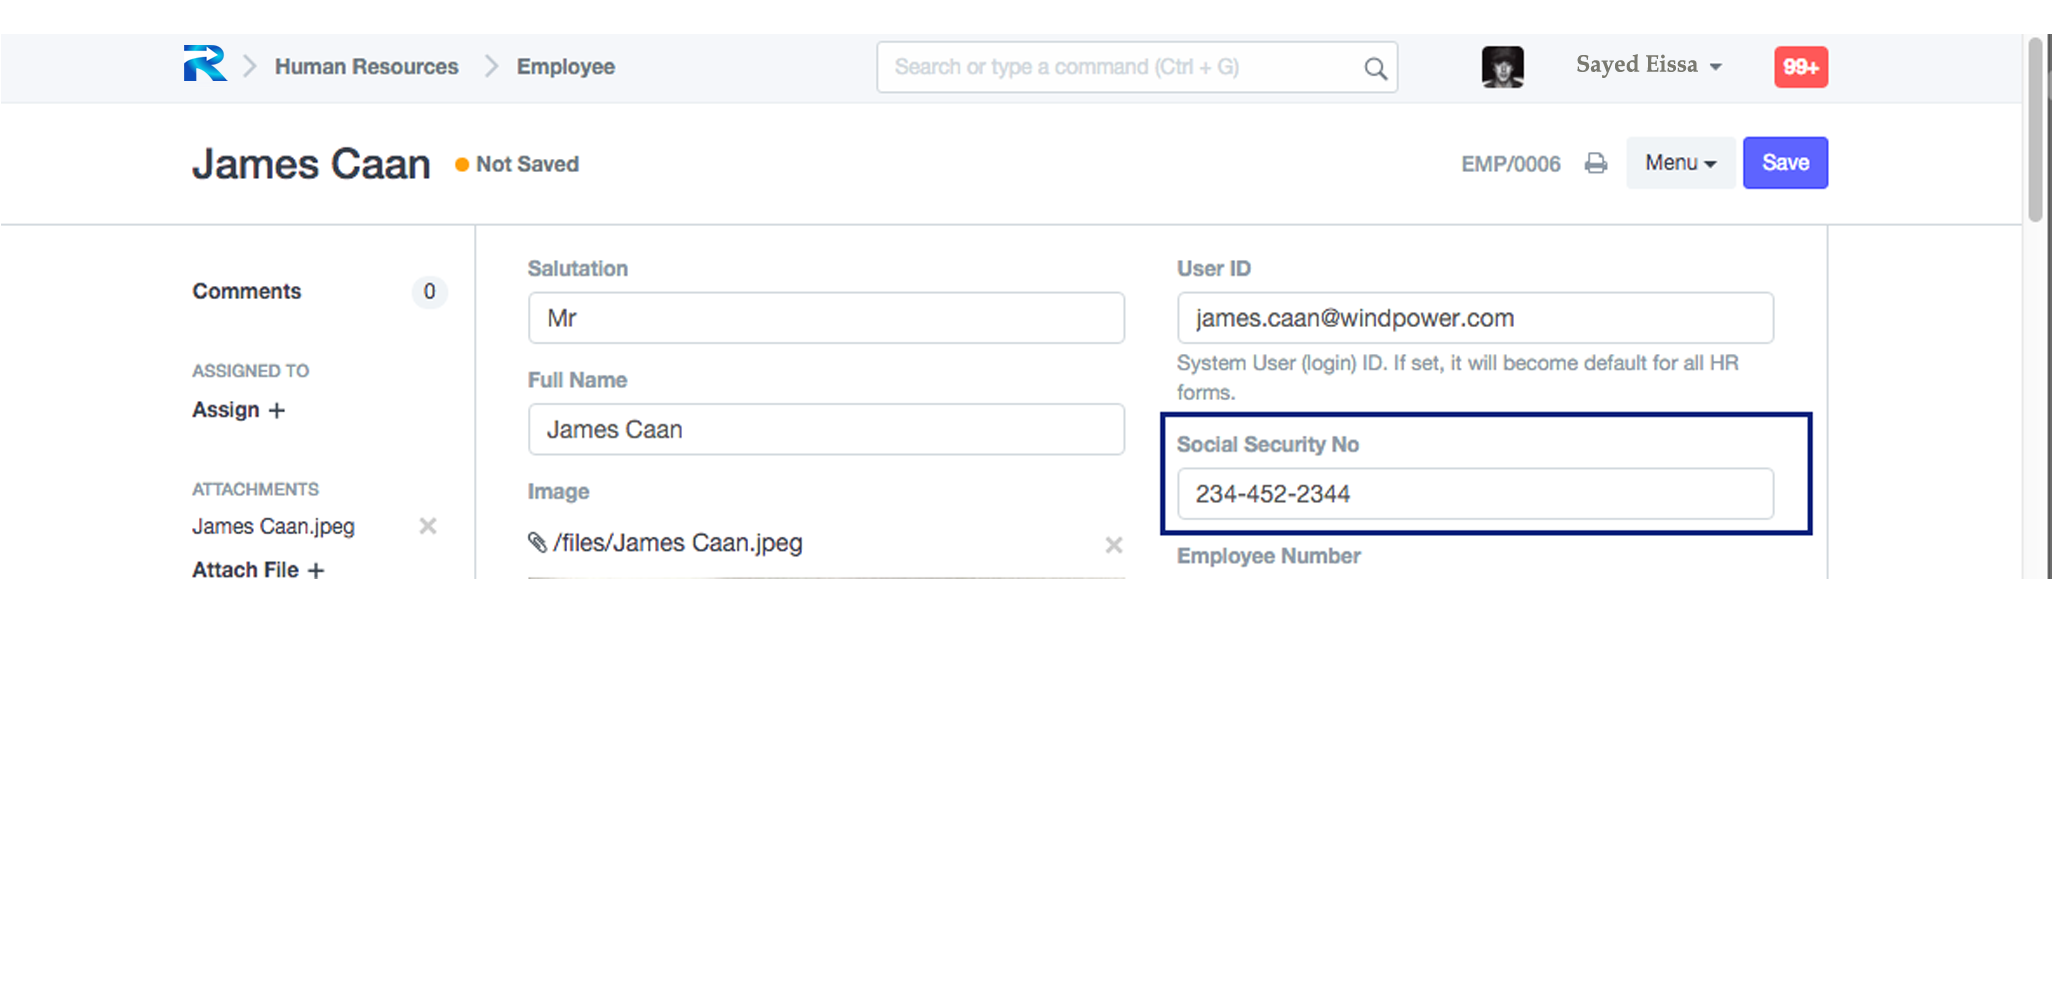 Human Resources Employee Search or type a command (Ctrl + G) Sayed Eissa 99+
James Caan Not Saved EMP/0006 Menu Save
Comments 0
ASSIGNED TO
Assign +
ATTACHMENTS
James Caan.jpeg ×
Attach File +
Salutation
Mr
Full Name
James Caan
Image
/files/James Caan.jpeg ×
User ID
james.caan@windpower.com
System User (login) ID. If set, it will become default for all HR
forms.
Social Security No
234-452-2344
Employee Number